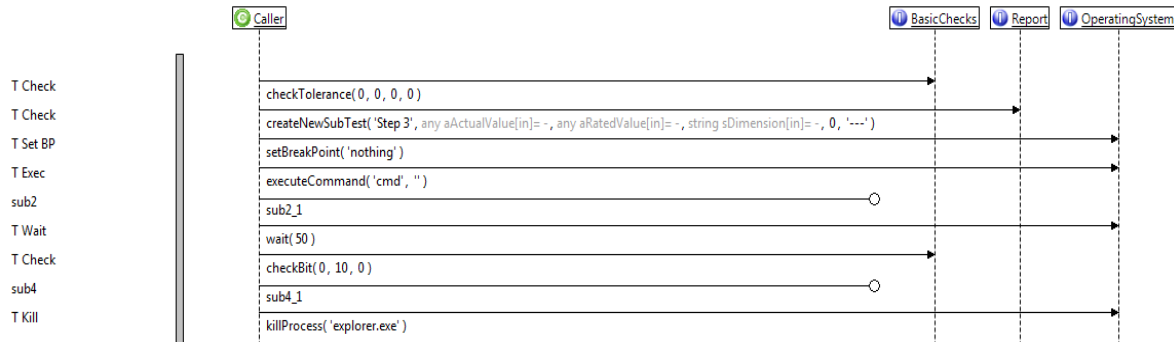 Caller BasicChecks Report OperatingSystem
T Check
checkTolerance( 0, 0, 0, 0 )
T Check
createNewSubTest( 'Step 3', any aActualValue[in]= -, any aRatedValue[in]= -, string sDimension[in]= -, 0, '---' )
T Set BP
setBreakPoint( 'nothing' )
T Exec
executeCommand( 'cmd', '' )
sub2
sub2_1
T Wait
wait( 50 )
T Check
checkBit( 0, 10, 0 )
sub4
sub4_1
T Kill
killProcess( 'explorer.exe' )